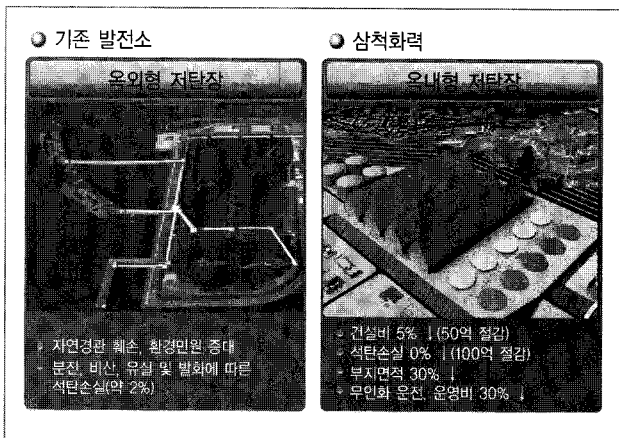 기존 발전소
옥외형 저탄장
자연경관 훼손, 환경민원 증대
분진, 비산, 유실 및 발화에 따른
석탄손실(약 2%)
삼척화력
옥내형 저탄장
건설비 5% ↓(50억 절감)
석탄손실 0% ↓(100억 절감)
부지면적 30% ↓
무인화 운전, 운영비 30% ↓